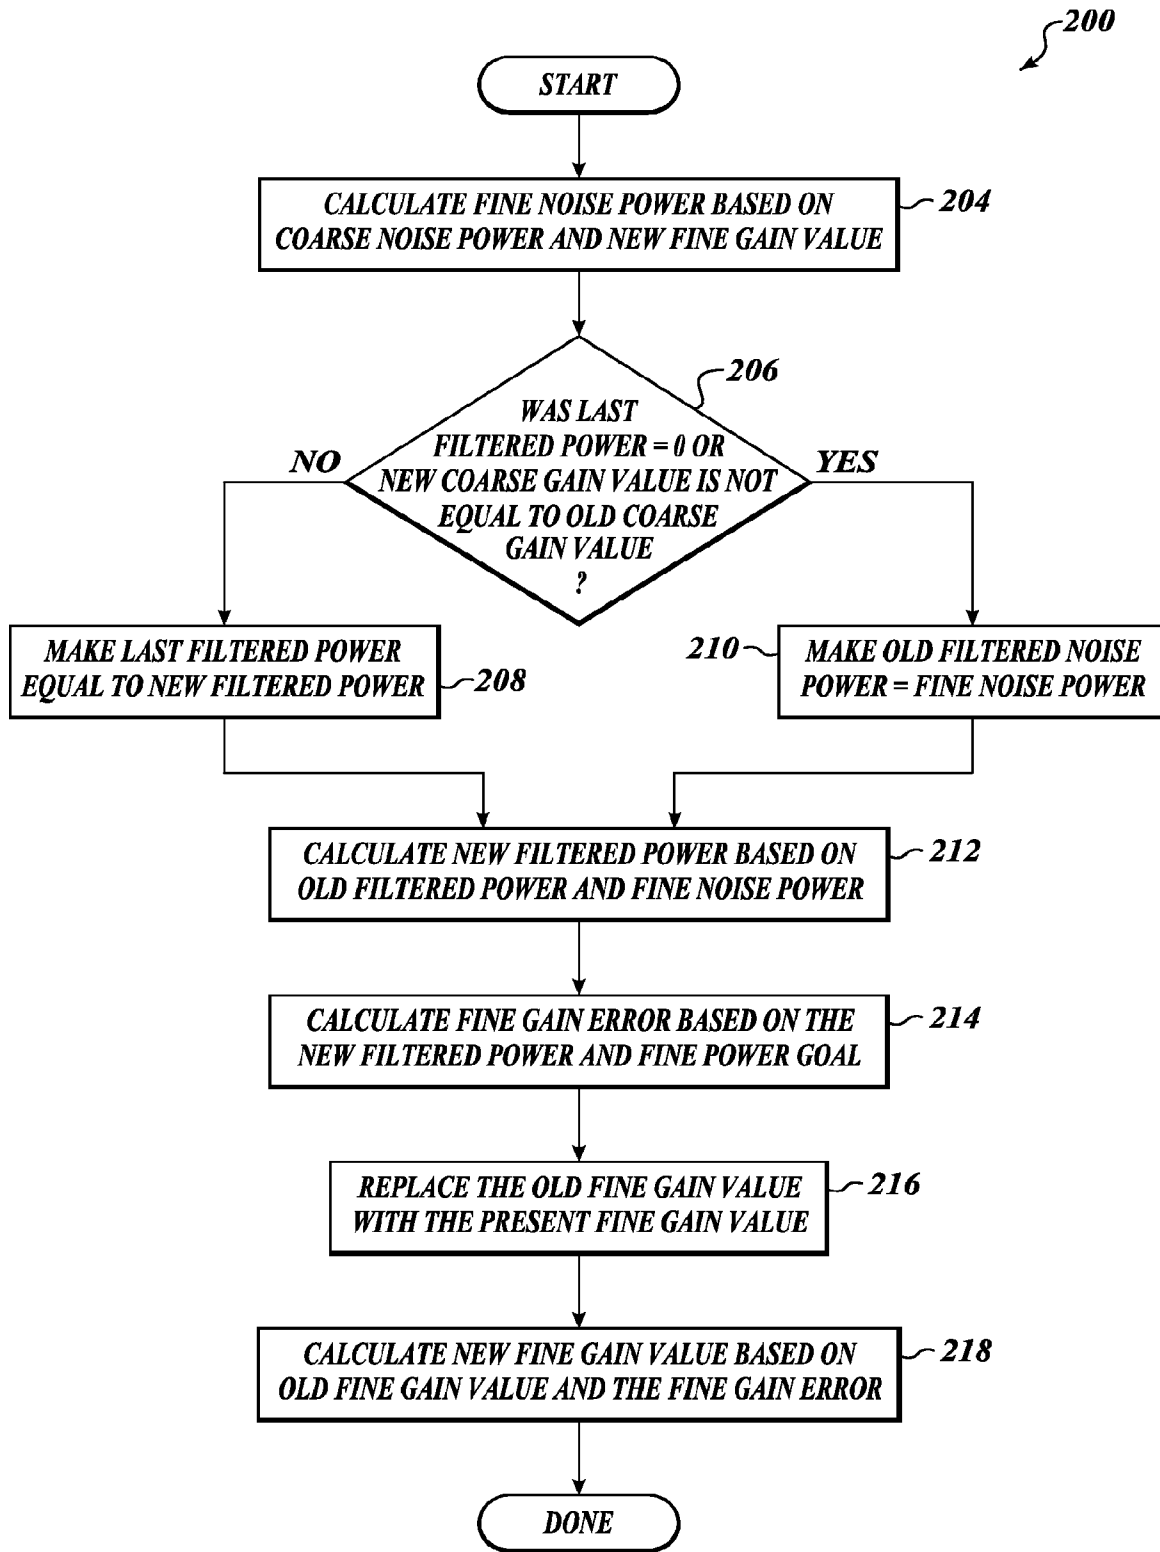 200
START
CALCULATE FINE NOISE POWER BASED ON
COARSE NOISE POWER AND NEW FINE GAIN VALUE
204
206
WAS LAST
FILTERED POWER = 0 OR
NEW COARSE GAIN VALUE IS NOT
EQUAL TO OLD COARSE
GAIN VALUE
?
NO
YES
MAKE LAST FILTERED POWER
EQUAL TO NEW FILTERED POWER
208
210
MAKE OLD FILTERED NOISE
POWER = FINE NOISE POWER
CALCULATE NEW FILTERED POWER BASED ON
OLD FILTERED POWER AND FINE NOISE POWER
212
CALCULATE FINE GAIN ERROR BASED ON THE
NEW FILTERED POWER AND FINE POWER GOAL
214
REPLACE THE OLD FINE GAIN VALUE
WITH THE PRESENT FINE GAIN VALUE
216
CALCULATE NEW FINE GAIN VALUE BASED ON
OLD FINE GAIN VALUE AND THE FINE GAIN ERROR
218
DONE